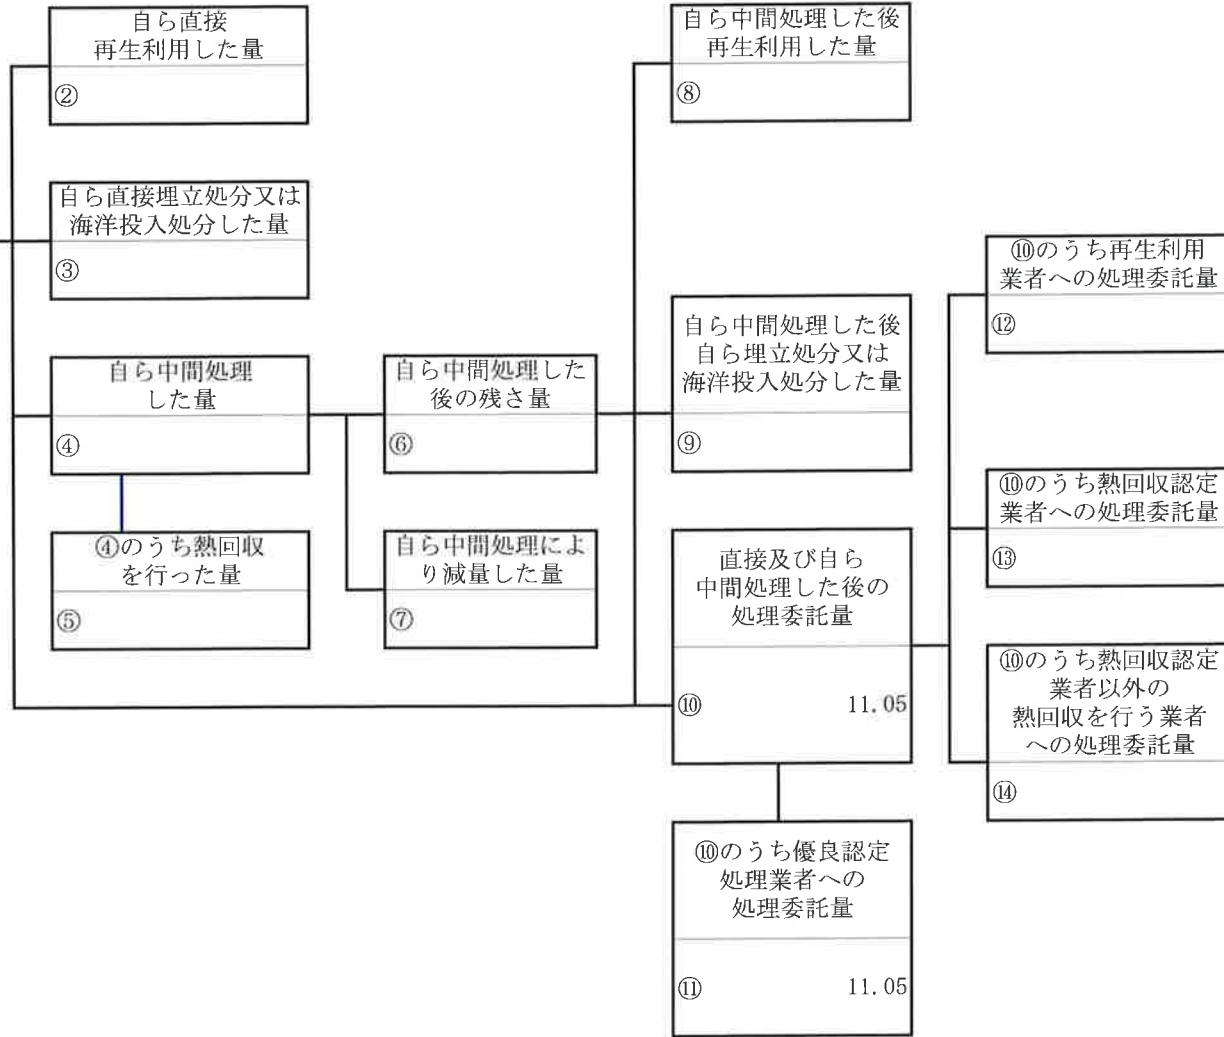 自ら直接
再生利用した量
②
自ら直接埋立処分又は
海洋投入処分した量
③
自ら中間処理
した量
④
④のうち熱回収
を行った量
⑤
自ら中間処理した
後の残さ量
⑥
自ら中間処理によ
り減量した量
⑦
自ら中間処理した後
再生利用した量
⑧
自ら中間処理した後
自ら埋立処分又は
海洋投入処分した量
⑨
直接及び自ら
中間処理した後の
処理委託量
⑩ 11.05
⑩のうち優良認定
処理業者への
処理委託量
⑪ 11.05
⑩のうち再生利用
業者への処理委託量
⑫
⑩のうち熱回収認定
業者への処理委託量
⑬
⑩のうち熱回収認定
業者以外の
熱回収を行う業者
への処理委託量
⑭